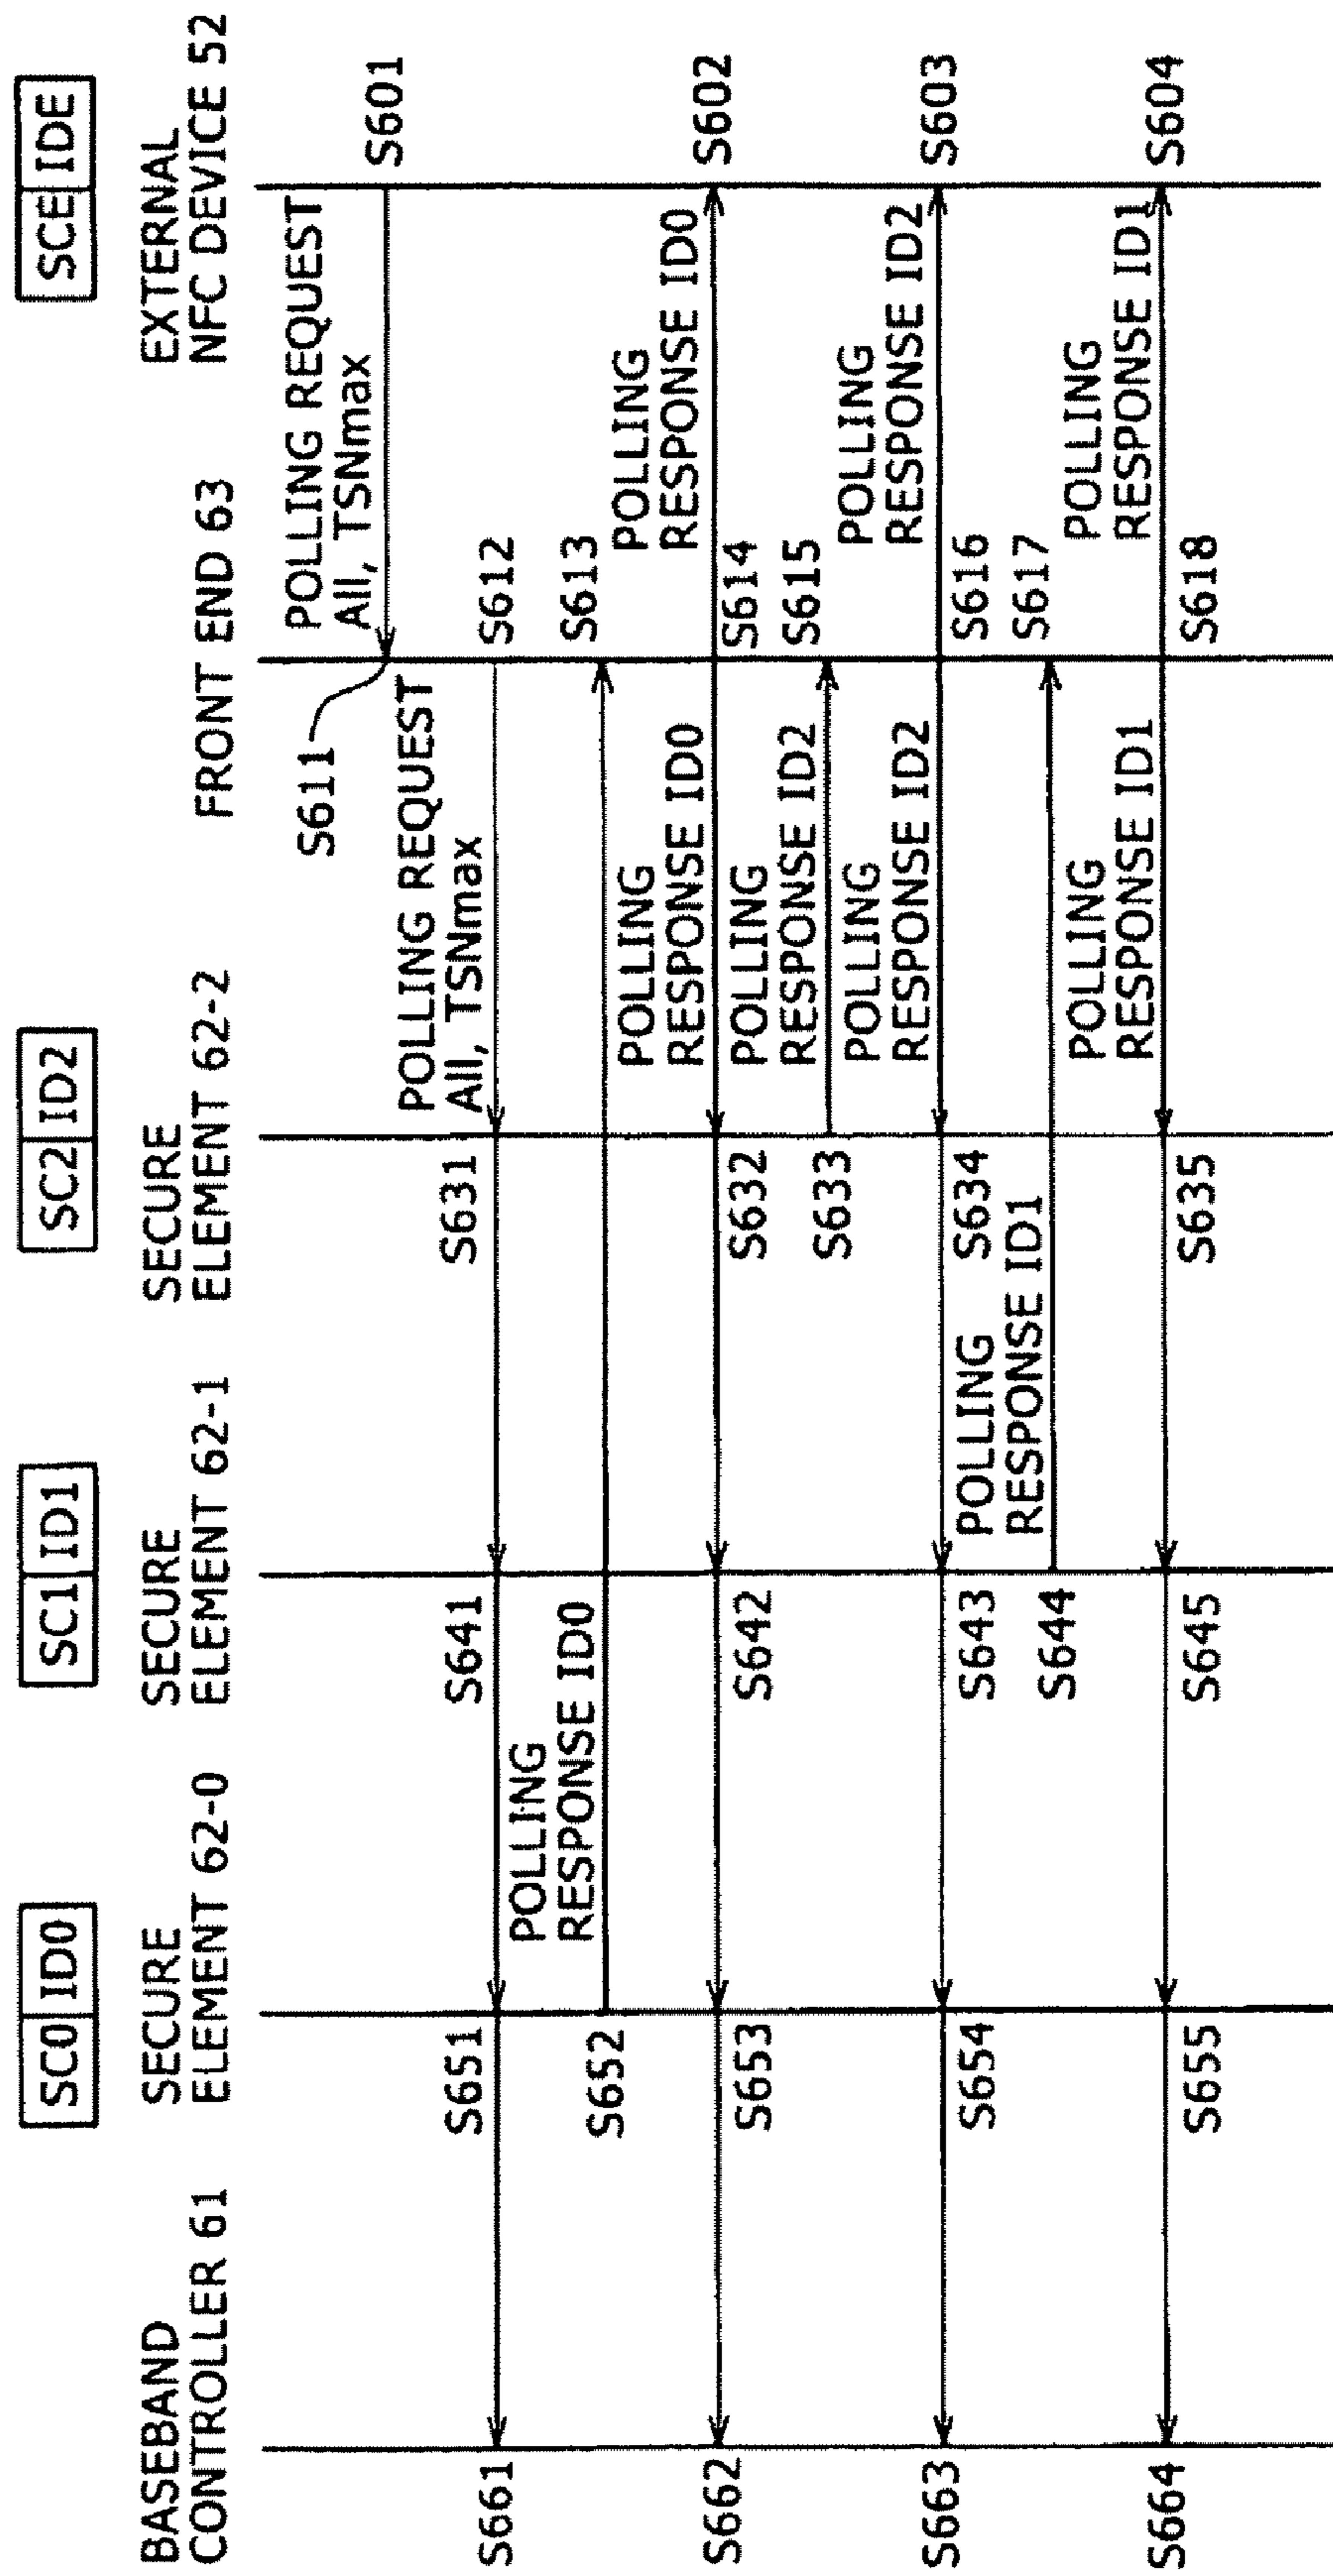 SC0 ID0
SC1 ID1
SC2 ID2
SCE IDE
BASEBAND
CONTROLLER 61
SECURE
ELEMENT 62-0
SECURE
ELEMENT 62-1
SECURE
ELEMENT 62-2
FRONT END 63
EXTERNAL
NFC DEVICE 52
POLLING REQUEST
All, TSNmax
S601
S611
POLLING REQUEST
All, TSNmax
S612
S631
S641
S651
S661
POLLING
RESPONSE ID0
S652
S613
POLLING
RESPONSE ID0
POLLING
RESPONSE ID0
S602
S614
S632
S642
S653
S662
POLLING
RESPONSE ID2
S633
S615
POLLING
RESPONSE ID2
POLLING
RESPONSE ID2
S603
S616
S634
S643
S654
S663
POLLING
RESPONSE ID1
S644
S617
POLLING
RESPONSE ID1
POLLING
RESPONSE ID1
S604
S618
S635
S645
S655
S664